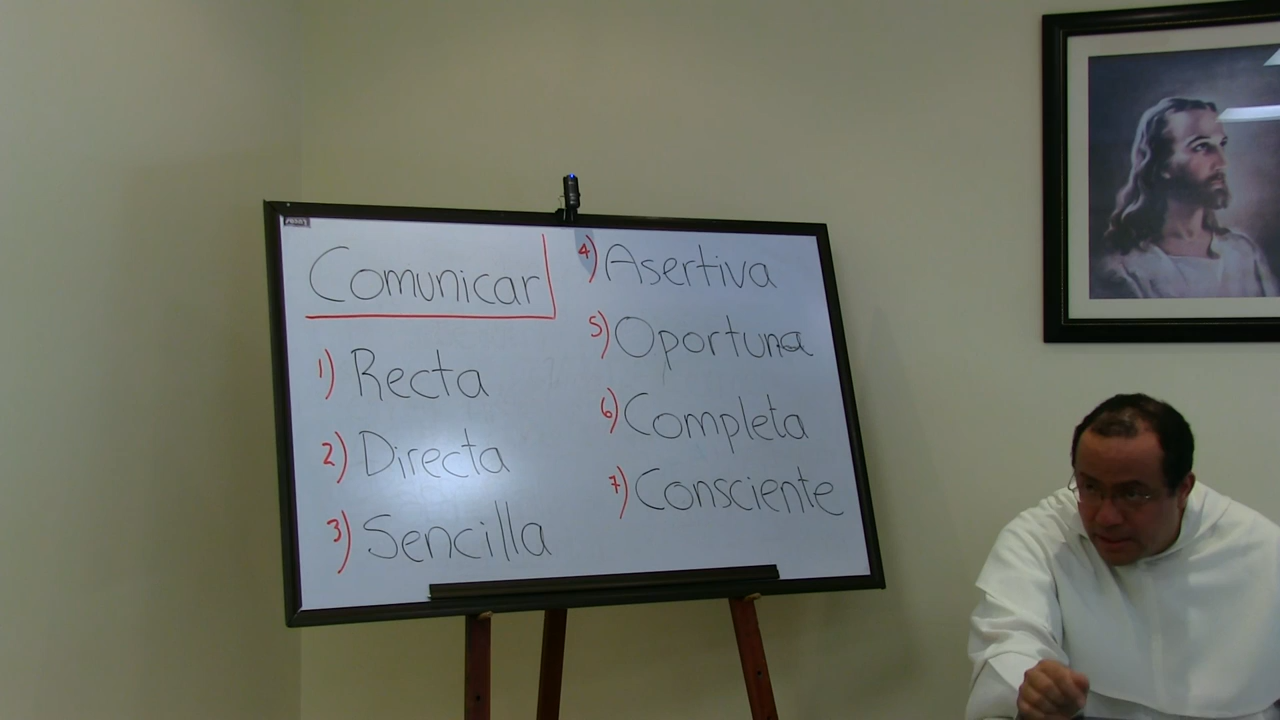 Comunicar
1) Recta
2) Directa
3) Sencilla
4) Asertiva
5) Oportuna
6) Completa
7) Consciente